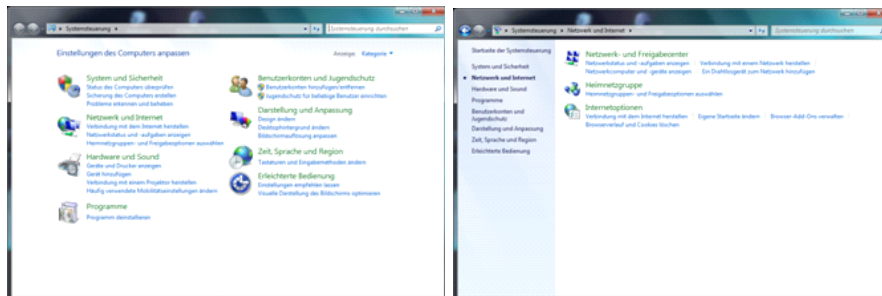 Systemsteuerung
Systemsteuerung durchsuchen
Einstellungen des Computers anpassen
Anzeige: Kategorie
System und Sicherheit
Status des Computers überprüfen
Sicherung des Computers erstellen
Probleme erkennen und beheben
Netzwerk und Internet
Verbindung mit dem Internet herstellen
Netzwerkstatus und -aufgaben anzeigen
Heimnetzgruppen- und Freigabeoptionen auswählen
Hardware und Sound
Geräte und Drucker anzeigen
Gerät hinzufügen
Verbindung mit einem Projektor herstellen
Häufig verwendete Mobilitätseinstellungen ändern
Programme
Programm deinstallieren
Benutzerkonten und Jugendschutz
Benutzerkonten hinzufügen/entfernen
Jugendschutz für beliebige Benutzer einrichten
Darstellung und Anpassung
Design ändern
Desktophintergrund ändern
Bildschirmauflösung anpassen
Zeit, Sprache und Region
Tastaturen und Eingabemethoden ändern
Erleichterte Bedienung
Einstellungen empfehlen lassen
Visuelle Darstellung des Bildschirms optimieren
Systemsteuerung Netzwerk und Internet
Systemsteuerung durchsuchen
Startseite der Systemsteuerung
System und Sicherheit
Netzwerk und Internet
Hardware und Sound
Programme
Benutzerkonten und
Jugendschutz
Darstellung und Anpassung
Zeit, Sprache und Region
Erleichterte Bedienung
Netzwerk- und Freigabecenter
Netzwerkstatus und -aufgaben anzeigen Verbindung mit einem Netzwerk herstellen
Netzwerkcomputer und -geräte anzeigen Ein Drahtlosgerät zum Netzwerk hinzufügen
Heimnetzgruppe
Heimnetzgruppen- und Freigabeoptionen auswählen
Internetoptionen
Verbindung mit dem Internet herstellen Eigene Startseite ändern Browser-Add-Ons verwalten
Browserverlauf und Cookies löschen